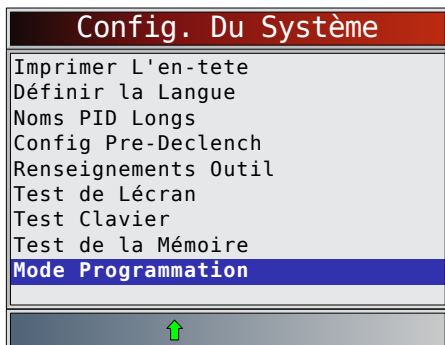 Config. Du Système
Imprimer L'en-tete
Définir la Langue
Noms PID Longs
Config Pre-Declench
Renseignements Outil
Test de Lécran
Test Clavier
Test de la Mémoire
Mode Programmation